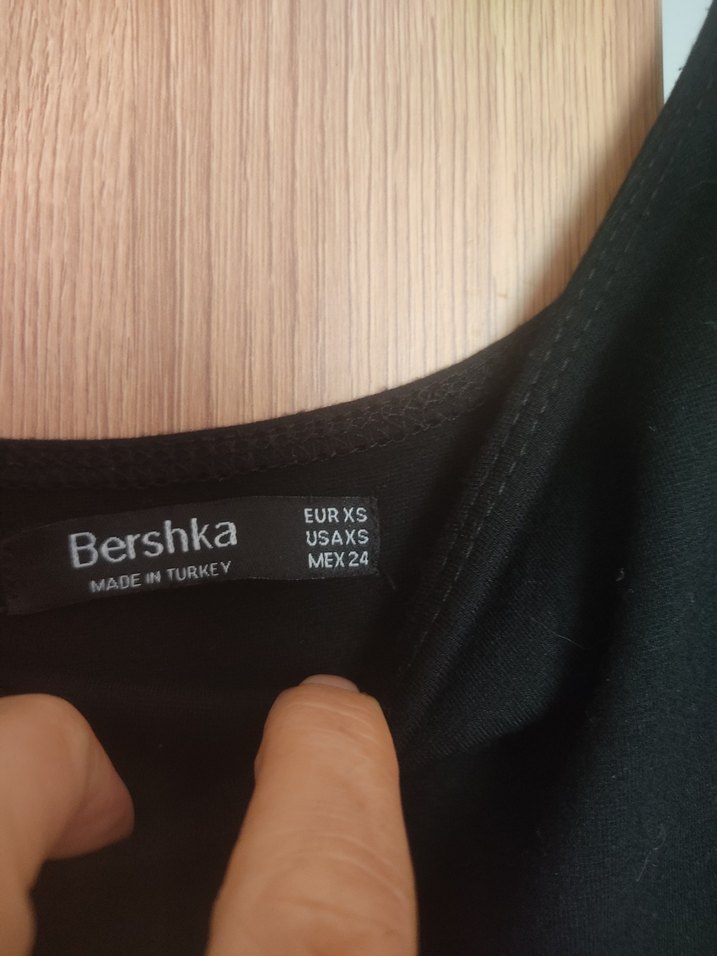 Bershka
MADE IN TURKEY
EUR XS
USA XS
MEX 24